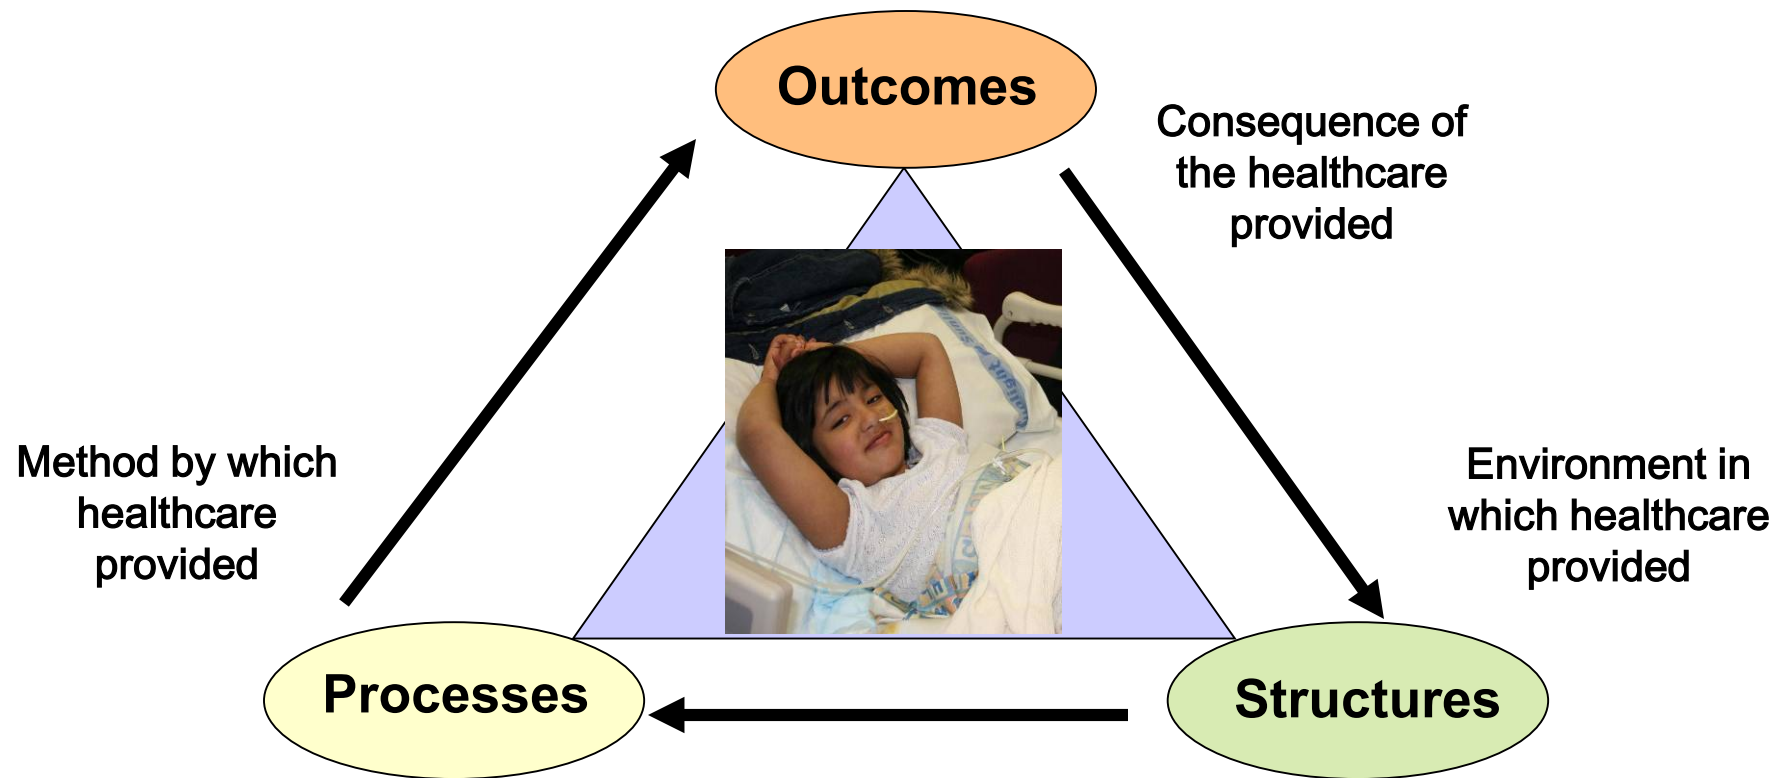 Outcomes
Consequence of
the healthcare
provided
Method by which
healthcare
provided
Environment in
which healthcare
provided
Processes
Structures